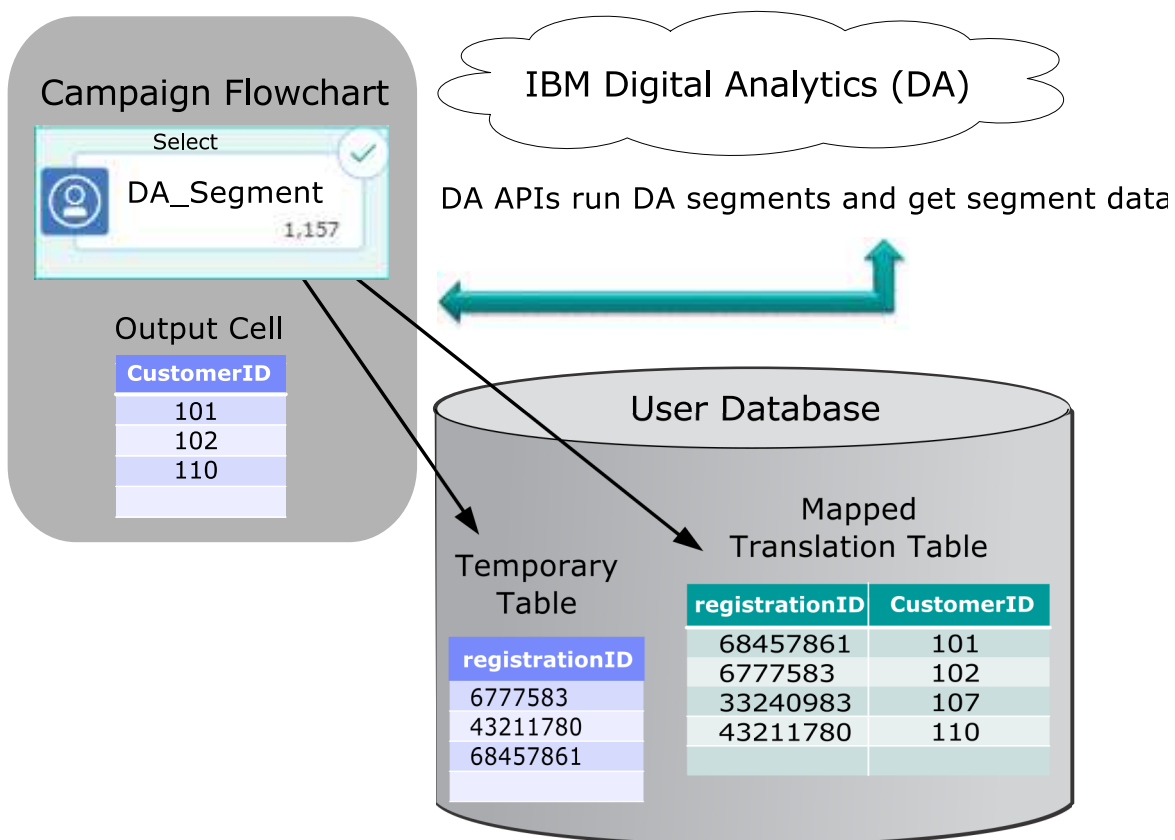 Campaign Flowchart
Select
DA_Segment
1,157
Output Cell
CustomerID
101
102
110
IBM Digital Analytics (DA)
DA APIs run DA segments and get segment data
User Database
Temporary
Table
registrationID
6777583
43211780
68457861
Mapped
Translation Table
registrationID CustomerID
68457861 101
6777583 102
33240983 107
43211780 110